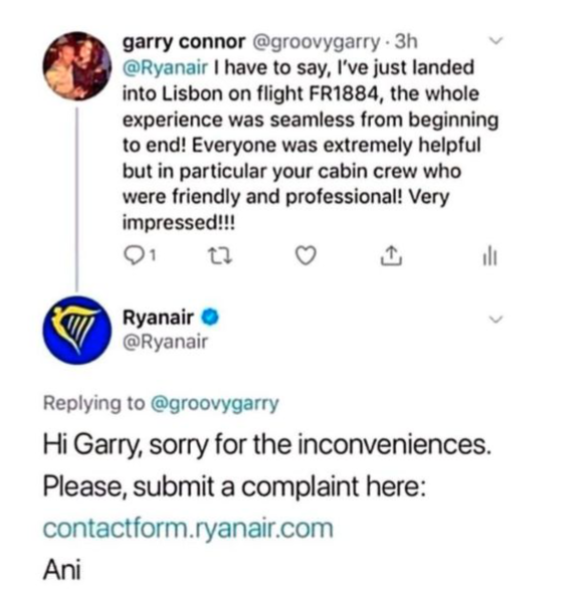 garry connor @groovygarry · 3h
@Ryanair I have to say, I've just landed
into Lisbon on flight FR1884, the whole
experience was seamless from beginning
to end! Everyone was extremely helpful
but in particular your cabin crew who
were friendly and professional! Very
impressed!!!
1
Ryanair
@Ryanair
Replying to @groovygarry
Hi Garry, sorry for the inconveniences.
Please, submit a complaint here:
contactform.ryanair.com
Ani